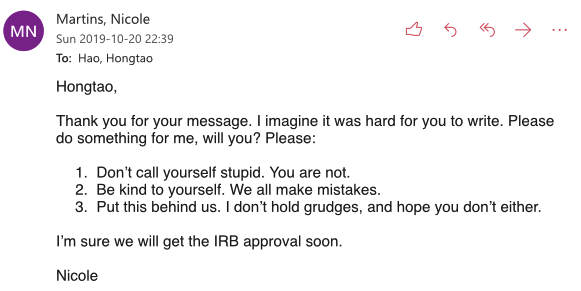 MN
Martins, Nicole
Sun 2019-10-20 22:39
To: Hao, Hongtao
Hongtao,
Thank you for your message. I imagine it was hard for you to write. Please
do something for me, will you? Please:
1. Don’t call yourself stupid. You are not.
2. Be kind to yourself. We all make mistakes.
3. Put this behind us. I don’t hold grudges, and hope you don’t either.
I’m sure we will get the IRB approval soon.
Nicole